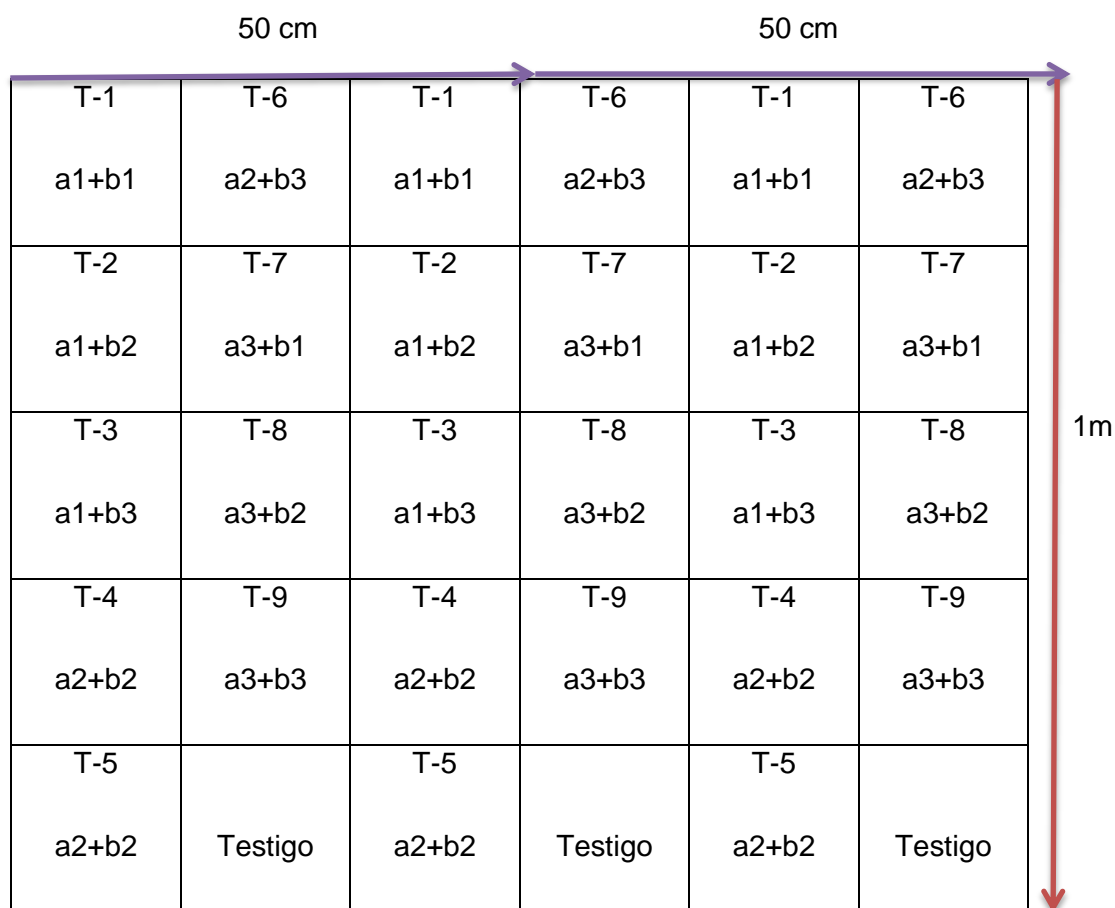 50 cm 50 cm
T-1 T-6 T-1 T-6 T-1 T-6
a1+b1 a2+b3 a1+b1 a2+b3 a1+b1 a2+b3
T-2 T-7 T-2 T-7 T-2 T-7
a1+b2 a3+b1 a1+b2 a3+b1 a1+b2 a3+b1
T-3 T-8 T-3 T-8 T-3 T-8
1m
a1+b3 a3+b2 a1+b3 a3+b2 a1+b3 a3+b2
T-4 T-9 T-4 T-9 T-4 T-9
a2+b2 a3+b3 a2+b2 a3+b3 a2+b2 a3+b3
T-5 T-5 T-5
a2+b2 Testigo a2+b2 Testigo a2+b2 Testigo